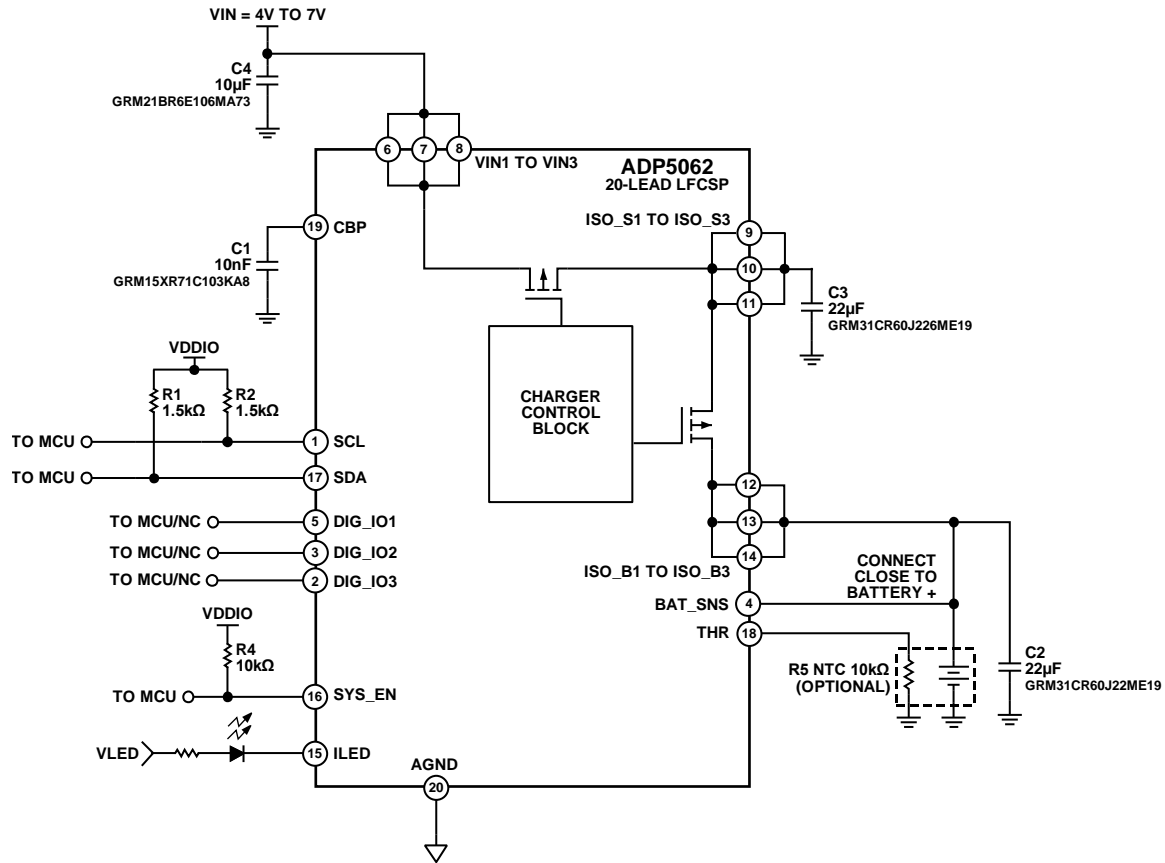 VIN = 4V TO 7V
C4
10µF
GRM21BR6E106MA73
6
7
8
VIN1 TO VIN3
ADP5062
20-LEAD LFCSP
ISO_S1 TO ISO_S3
9
10
11
19
CBP
C1
10nF
GRM15XR71C103KA8
C3
22µF
GRM31CR60J226ME19
VDDIO
R1
1.5kΩ
R2
1.5kΩ
CHARGER
CONTROL
BLOCK
TO MCU
1
SCL
TO MCU
17
SDA
TO MCU/NC
5
DIG_IO1
TO MCU/NC
3
DIG_IO2
TO MCU/NC
2
DIG_IO3
12
13
14
ISO_B1 TO ISO_B3
CONNECT
CLOSE TO
BATTERY +
BAT_SNS
4
THR
18
VDDIO
R4
10kΩ
R5 NTC 10kΩ
(OPTIONAL)
C2
22µF
GRM31CR60J22ME19
TO MCU
16
SYS_EN
VLED
15
ILED
AGND
20